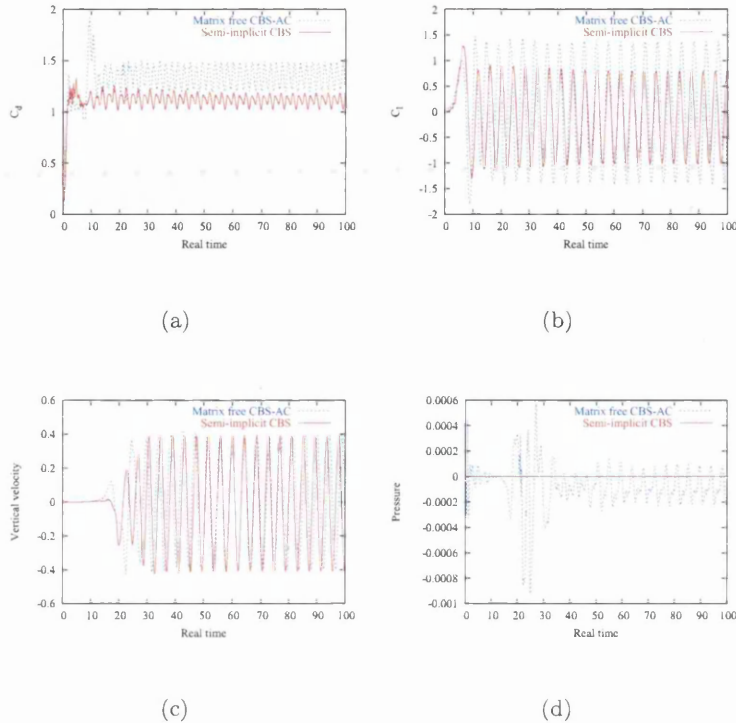 Matrix free CBS-AC
Semi-implicit CBS
2
1.5
1
0.5
0
C_d
0 10 20 30 40 50 60 70 80 90 100
Real time
(a)
Matrix free CBS-AC
Semi-implicit CBS
2
1.5
1
0.5
0
-0.5
-1
-1.5
-2
C_l
0 10 20 30 40 50 60 70 80 90 100
Real time
(b)
Matrix free CBS-AC
Semi-implicit CBS
0.6
0.4
0.2
0
-0.2
-0.4
-0.6
Vertical velocity
0 10 20 30 40 50 60 70 80 90 100
Real time
(c)
Matrix free CBS-AC
Semi-implicit CBS
0.0006
0.0004
0.0002
0
-0.0002
-0.0004
-0.0006
-0.0008
-0.001
Pressure
0 10 20 30 40 50 60 70 80 90 100
Real time
(d)